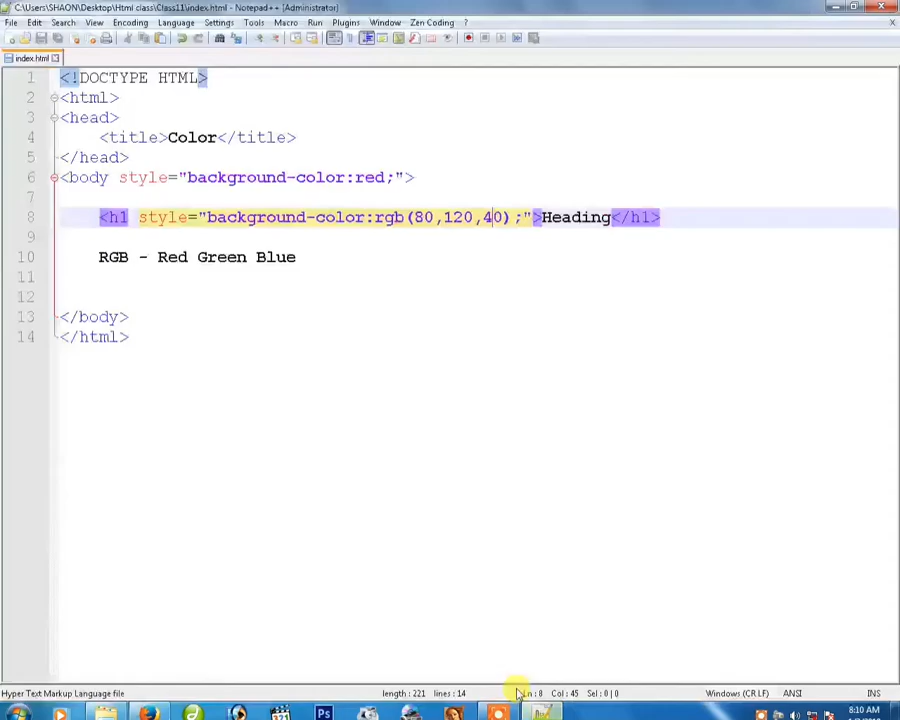 C:\Users\SHAON\Desktop\Html class\Class11\index.html - Notepad++ [Administrator]
File Edit Search View Encoding Language Settings Tools Macro Run Plugins Window Zen Coding ? X
index.html
1 <!DOCTYPE HTML>
2 <html>
3 <head>
4 <title>Color</title>
5 </head>
6 <body style="background-color:red;">
7
8 <h1 style="background-color:rgb(80,120,40);">Heading</h1>
9
10 RGB - Red Green Blue
11
12
13 </body>
14 </html>
Hyper Text Markup Language file length : 221 lines : 14 Ln : 8 Col : 45 Sel : 0 | 0 Windows (CR LF) ANSI INS
Ps 8:10 AM